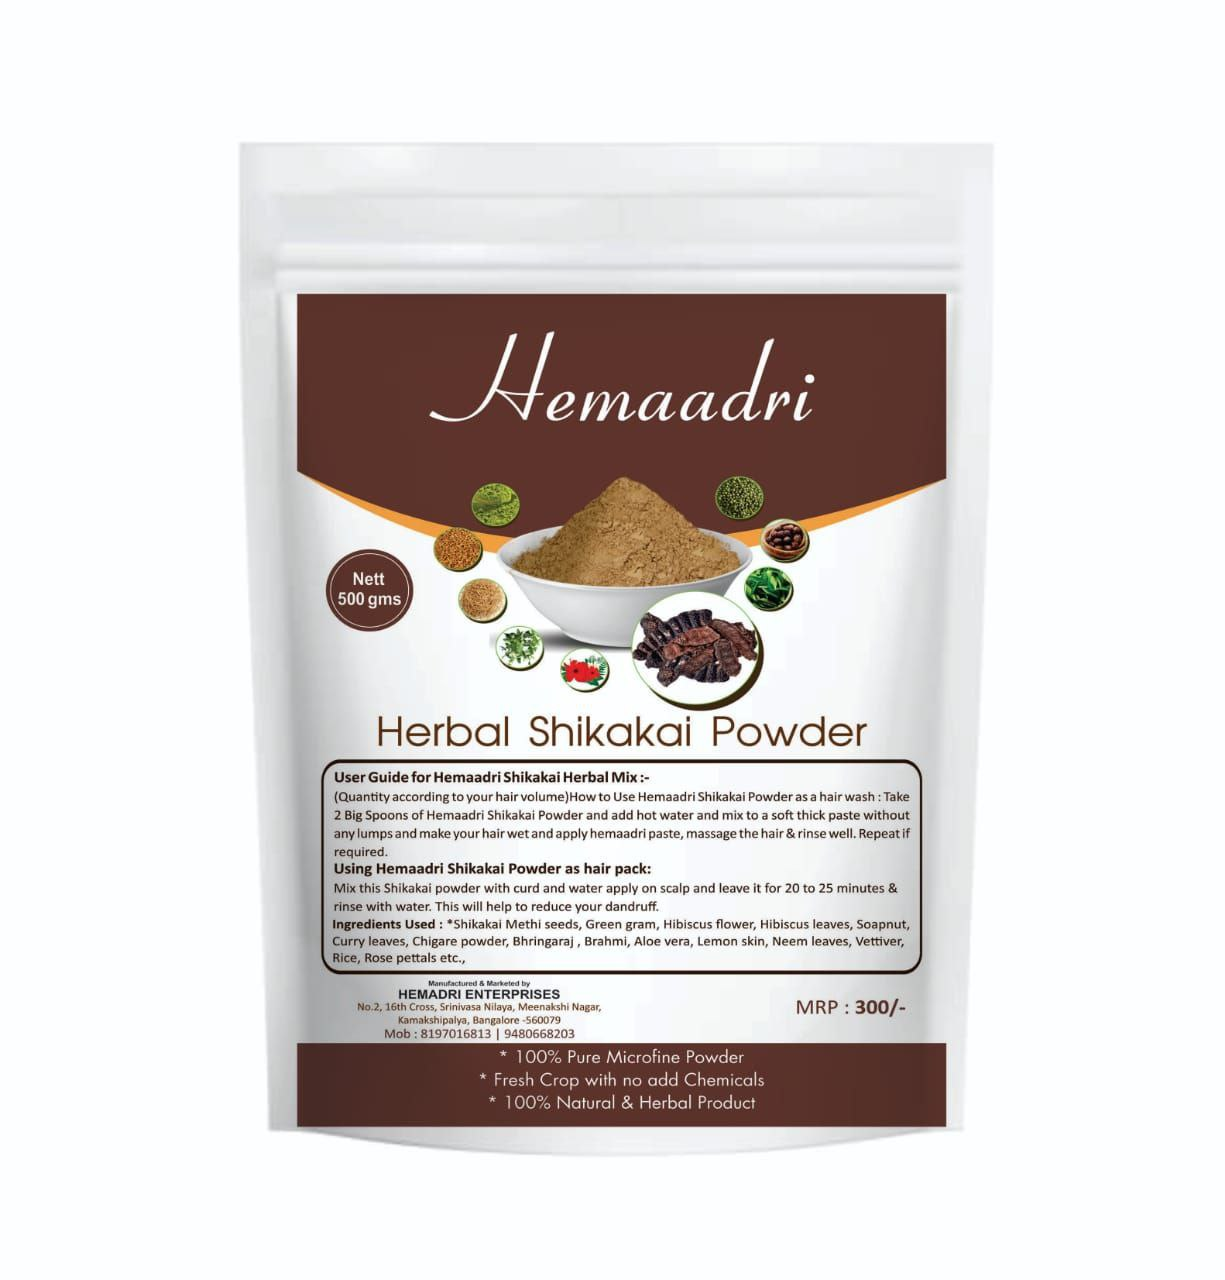 Hemaadri
Nett
500 gms
Herbal Shikakai Powder
User Guide for Hemaadri Shikakai Herbal Mix :-
(Quantity according to your hair volume)How to Use Hemaadri Shikakai Powder as a hair wash : Take
2 Big Spoons of Hemaadri Shikakai Powder and add hot water and mix to a soft thick paste without
any lumps and make your hair wet and apply hemaadri paste, massage the hair & rinse well. Repeat if
required.
Using Hemaadri Shikakai Powder as hair pack:
Mix this Shikakai powder with curd and water apply on scalp and leave it for 20 to 25 minutes &
rinse with water. This will help to reduce your dandruff.
Ingredients Used : *Shikakai Methi seeds, Green gram, Hibiscus flower, Hibiscus leaves, Soapnut,
Curry leaves, Chigare powder, Bhringaraj , Brahmi, Aloe vera, Lemon skin, Neem leaves, Vettiver,
Rice, Rose pettals etc.,
Manufactured & Marketed by
HEMADRI ENTERPRISES
No.2, 16th Cross, Srinivasa Nilaya, Meenakshi Nagar,
Kamakshipalya, Bangalore -560079
Mob : 8197016813 | 9480668203
MRP : 300/-
* 100% Pure Microfine Powder
* Fresh Crop with no add Chemicals
* 100% Natural & Herbal Product